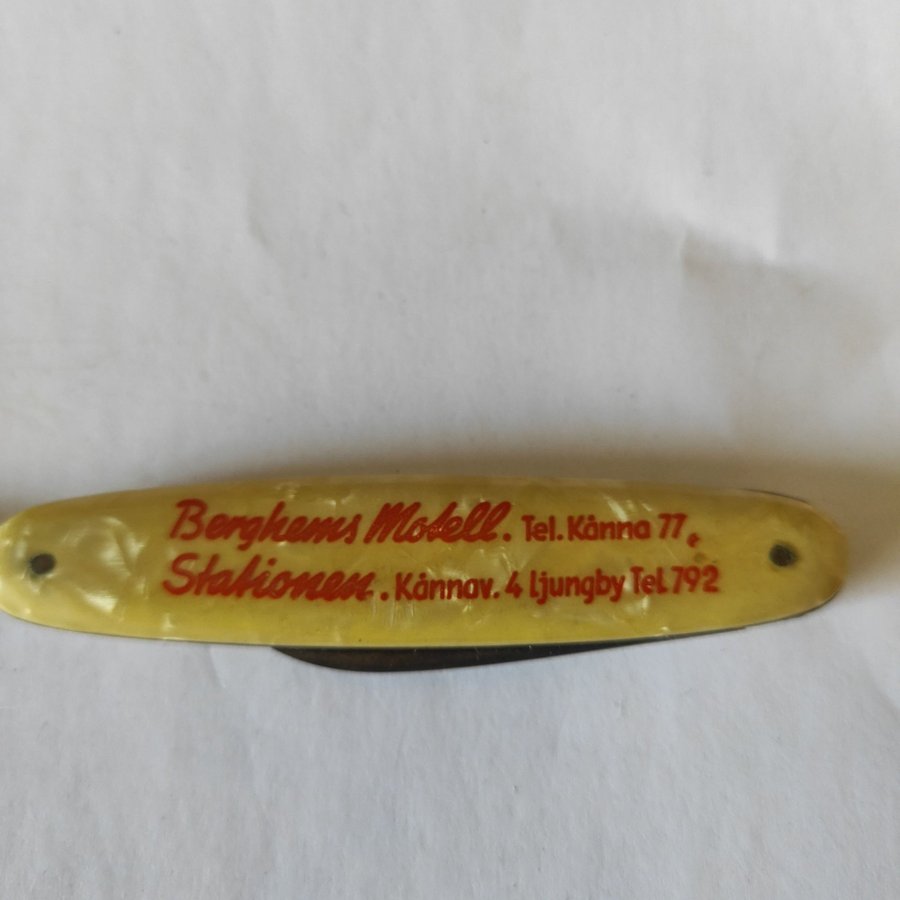 Berghems Motell. Tel. Kånna 77,
Stationen. Kånnav. 4 Ljungby Tel. 792